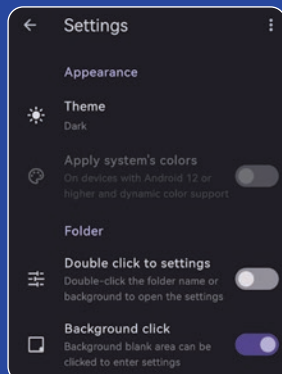 Settings
Appearance
Theme
Dark
Apply system's colors
On devices with Android 12 or
higher and dynamic color support
Folder
Double click to settings
Double-click the folder name or
background to open the settings
Background click
Background blank area can be
clicked to enter settings